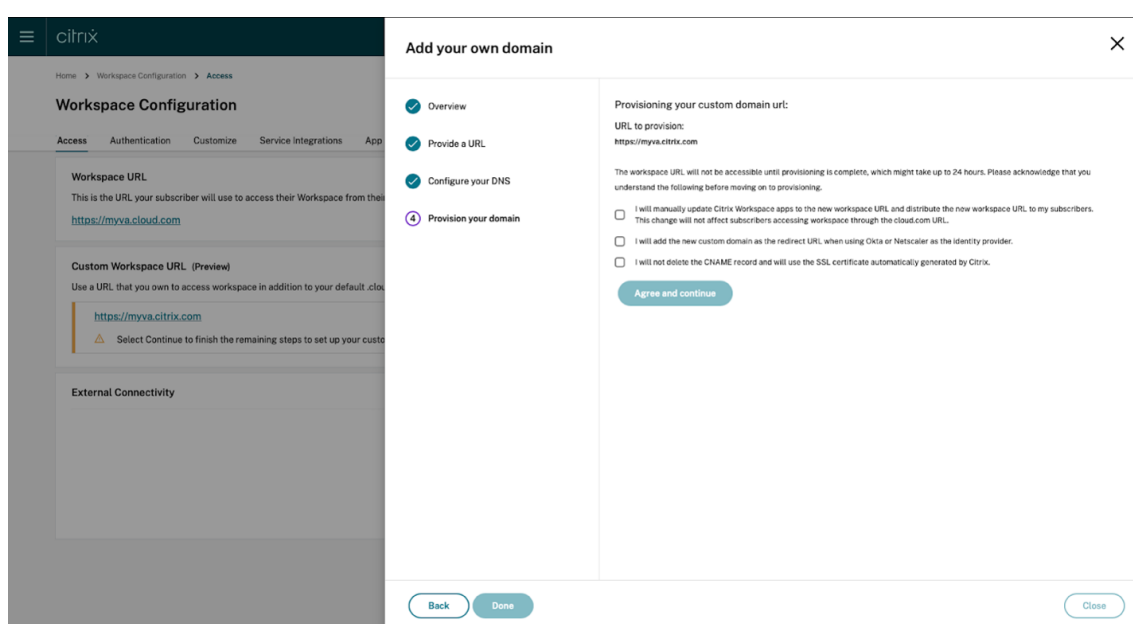 citrix
Home > Workspace Configuration > Access
Workspace Configuration
Access Authentication Customize Service Integrations App
Workspace URL
This is the URL your subscriber will use to access their Workspace from their
https://myva.cloud.com
Custom Workspace URL (Preview)
Use a URL that you own to access workspace in addition to your default .clou
https://myva.citrix.com
Select Continue to finish the remaining steps to set up your custo
External Connectivity
Add your own domain
Overview
Provide a URL
Configure your DNS
4 Provision your domain
Provisioning your custom domain url:
URL to provision:
https://myva.citrix.com
The workspace URL will not be accessible until provisioning is complete, which might take up to 24 hours. Please acknowledge that you
understand the following before moving on to provisioning.
I will manually update Citrix Workspace apps to the new workspace URL and distribute the new workspace URL to my subscribers.
This change will not affect subscribers accessing workspace through the cloud.com URL.
I will add the new custom domain as the redirect URL when using Okta or Netscaler as the identity provider.
I will not delete the CNAME record and will use the SSL certificate automatically generated by Citrix.
Agree and continue
Back Done Close